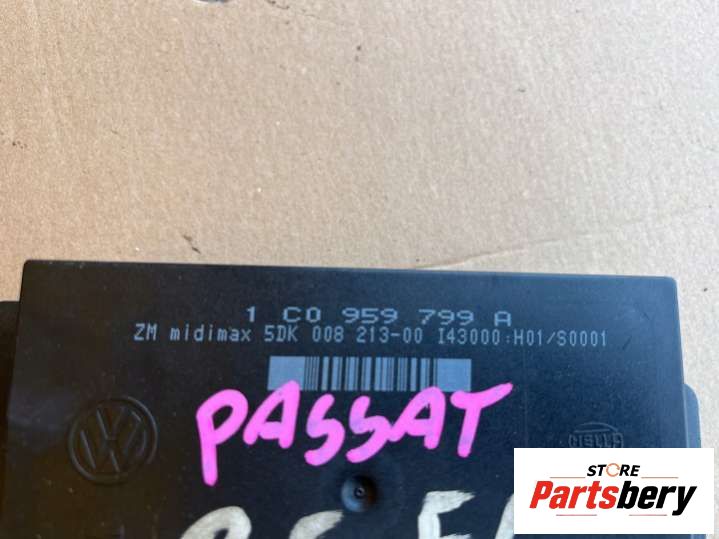 1 C0 959 799 A
ZM midimax 5DK 008 213-00 I43000:H01/S0001
PASSAT
HELLA
STORE
Partsbery